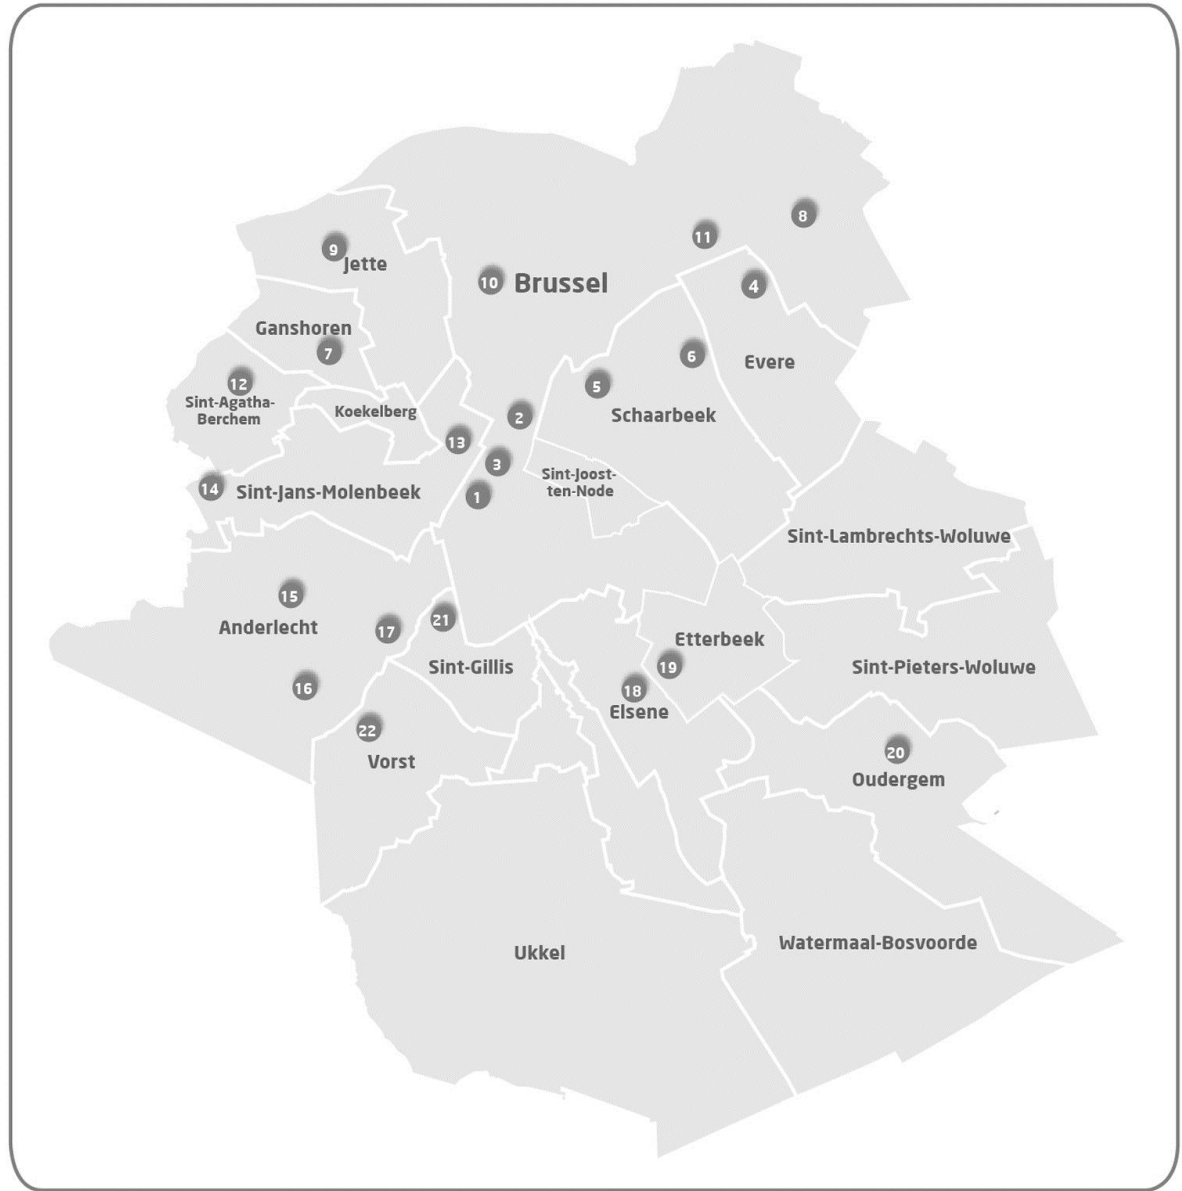 8
11
9
Jette
10
Brussel
4
Ganshoren
7
6
Evere
12
5
Sint-Agatha-
Berchem
Koekelberg
2
Schaarbeek
13
3
Sint-Joost-
ten-Node
14
Sint-Jans-Molenbeek
1
Sint-Lambrechts-Woluwe
15
21
Anderlecht
17
Etterbeek
Sint-Gillis
19
Sint-Pieters-Woluwe
16
18
Elsene
22
20
Vorst
Oudergem
Ukkel
Watermaal-Bosvoorde